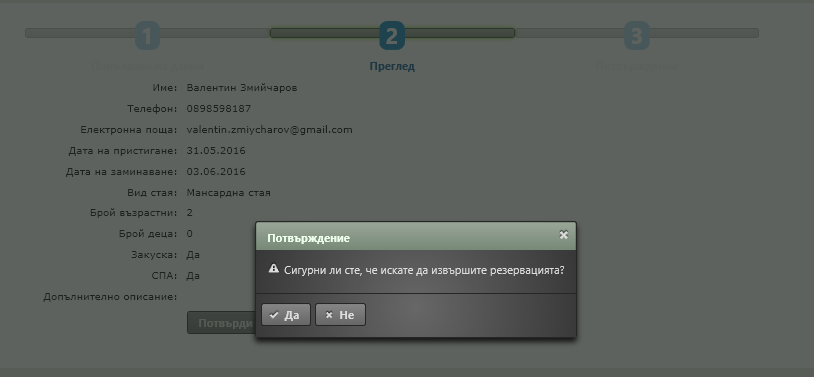 1
2
3
Преглед
Име: Валентин Змийчаров
Телефон: 0898598187
Електронна поща: valentin.zmiycharov@gmail.com
Дата на пристигане: 31.05.2016
Дата на заминаване: 03.06.2016
Вид стая: Мансардна стая
Брой възрастни: 2
Брой деца: 0
Закуска: Да
СПА: Да
Допълнително описание:
Потвърди
Потвърждение
Сигурни ли сте, че искате да извършите резервацията?
Да
Не